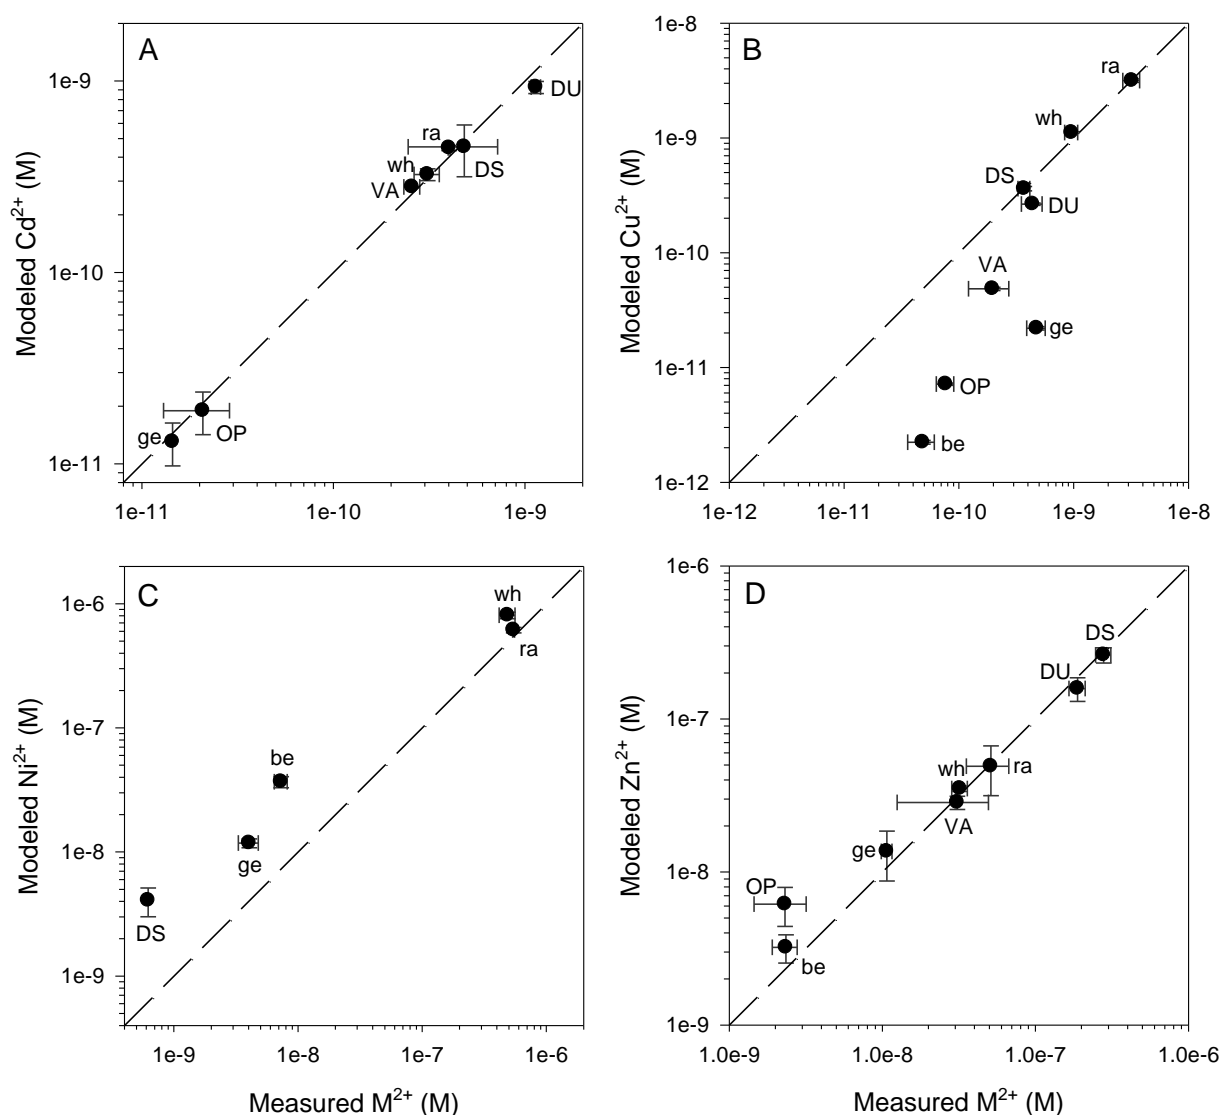 A
Modeled Cd²⁺ (M)
1e-9
1e-10
1e-11
1e-11
1e-10
1e-9
DU
ra
DS
wh
VA
OP
ge
B
Modeled Cu²⁺ (M)
1e-8
1e-9
1e-10
1e-11
1e-12
1e-12
1e-11
1e-10
1e-9
1e-8
ra
wh
DS
DU
VA
ge
OP
be
C
Modeled Ni²⁺ (M)
1e-6
1e-7
1e-8
1e-9
1e-9
1e-8
1e-7
1e-6
wh
ra
be
ge
DS
Measured M²⁺ (M)
D
Modeled Zn²⁺ (M)
1e-6
1e-7
1e-8
1e-9
1.0e-9
1.0e-8
1.0e-7
1.0e-6
DS
DU
ra
wh
VA
ge
OP
be
Measured M²⁺ (M)